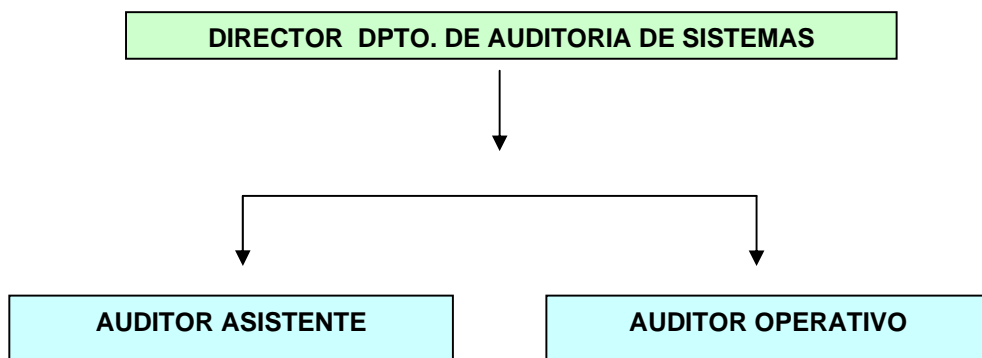 DIRECTOR DPTO. DE AUDITORIA DE SISTEMAS
AUDITOR ASISTENTE
AUDITOR OPERATIVO